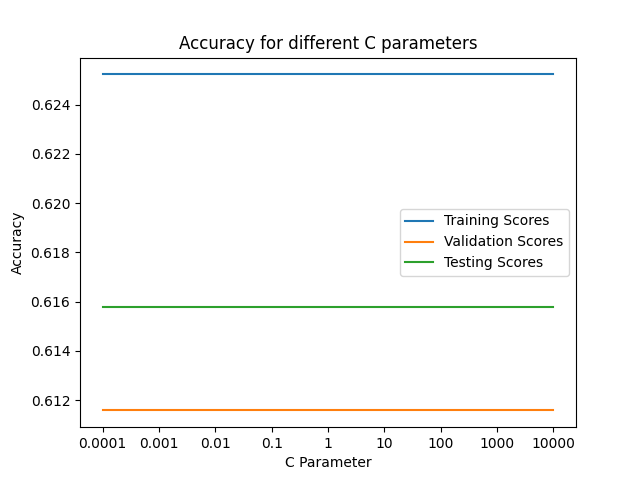 Accuracy for different C parameters
Accuracy
0.624
0.622
0.620
0.618
0.616
0.614
0.612
Training Scores
Validation Scores
Testing Scores
0.0001 0.001 0.01 0.1 1 10 100 1000 10000
C Parameter